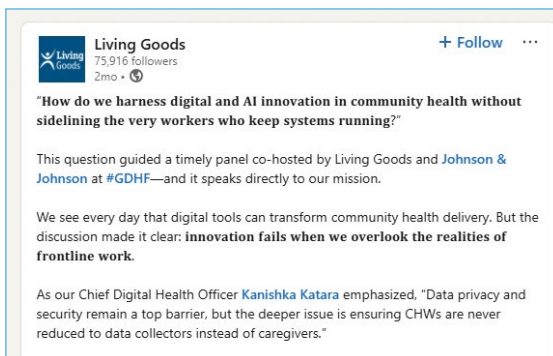 Living Goods
Living Goods
+ Follow ...
75,916 followers
2mo •
“How do we harness digital and AI innovation in community health without
sidelining the very workers who keep systems running?”
This question guided a timely panel co-hosted by Living Goods and Johnson &
Johnson at #GDHF—and it speaks directly to our mission.
We see every day that digital tools can transform community health delivery. But the
discussion made it clear: innovation fails when we overlook the realities of
frontline work.
As our Chief Digital Health Officer Kanishka Katara emphasized, “Data privacy and
security remain a top barrier, but the deeper issue is ensuring CHWs are never
reduced to data collectors instead of caregivers.”